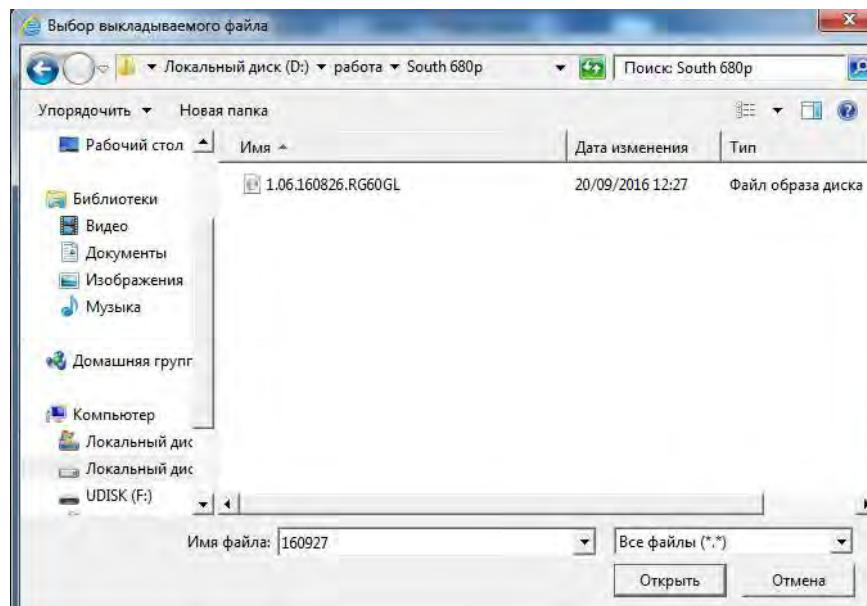 Выбор выкладываемого файла
Локальный диск (D:) работа South 680p
Поиск: South 680p
Упорядочить Новая папка
Рабочий стол
Имя Дата изменения Тип
1.06.160826.RG60GL 20/09/2016 12:27 Файл образа диска
Библиотеки
Видео
Документы
Изображения
Музыка
Домашняя групг
Компьютер
Локальный дис
Локальный дис
UDISK (F:)
Имя файла: 160927
Все файлы (*.*)
Открыть Отмена